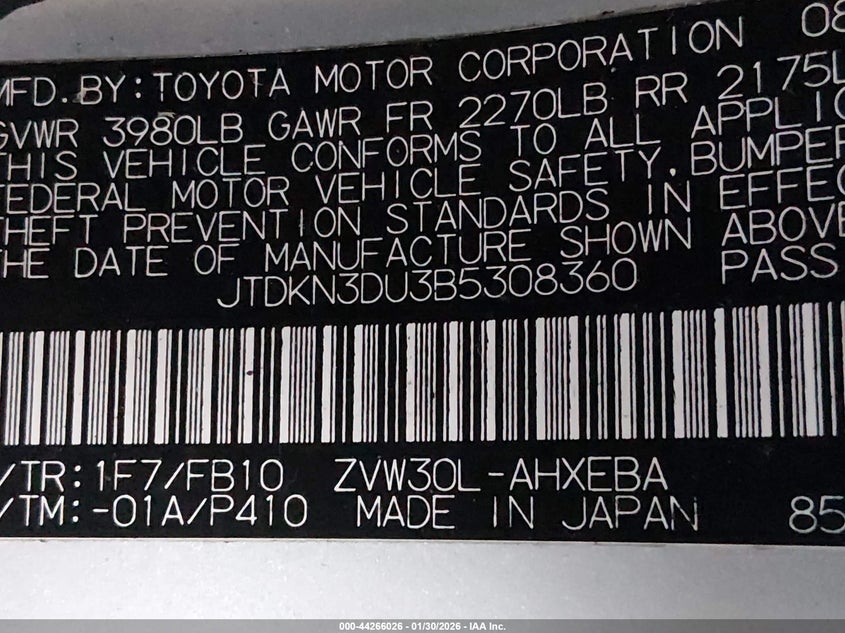 MFD. BY: TOYOTA MOTOR CORPORATION 08
GVWR 3980LB GAWR FR 2270LB RR 2175L
THIS VEHICLE CONFORMS TO ALL APPLIC
FEDERAL MOTOR VEHICLE SAFETY, BUMPER
THEFT PREVENTION STANDARDS IN EFFEC
THE DATE OF MANUFACTURE SHOWN ABOVE
JTDKN3DU3B5308360 PASS
/TR: 1F7/FB10 ZVW30L-AHXEBA
/TM: -01A/P410 MADE IN JAPAN 85
000-44266026 - 01/30/2026 - IAA Inc.